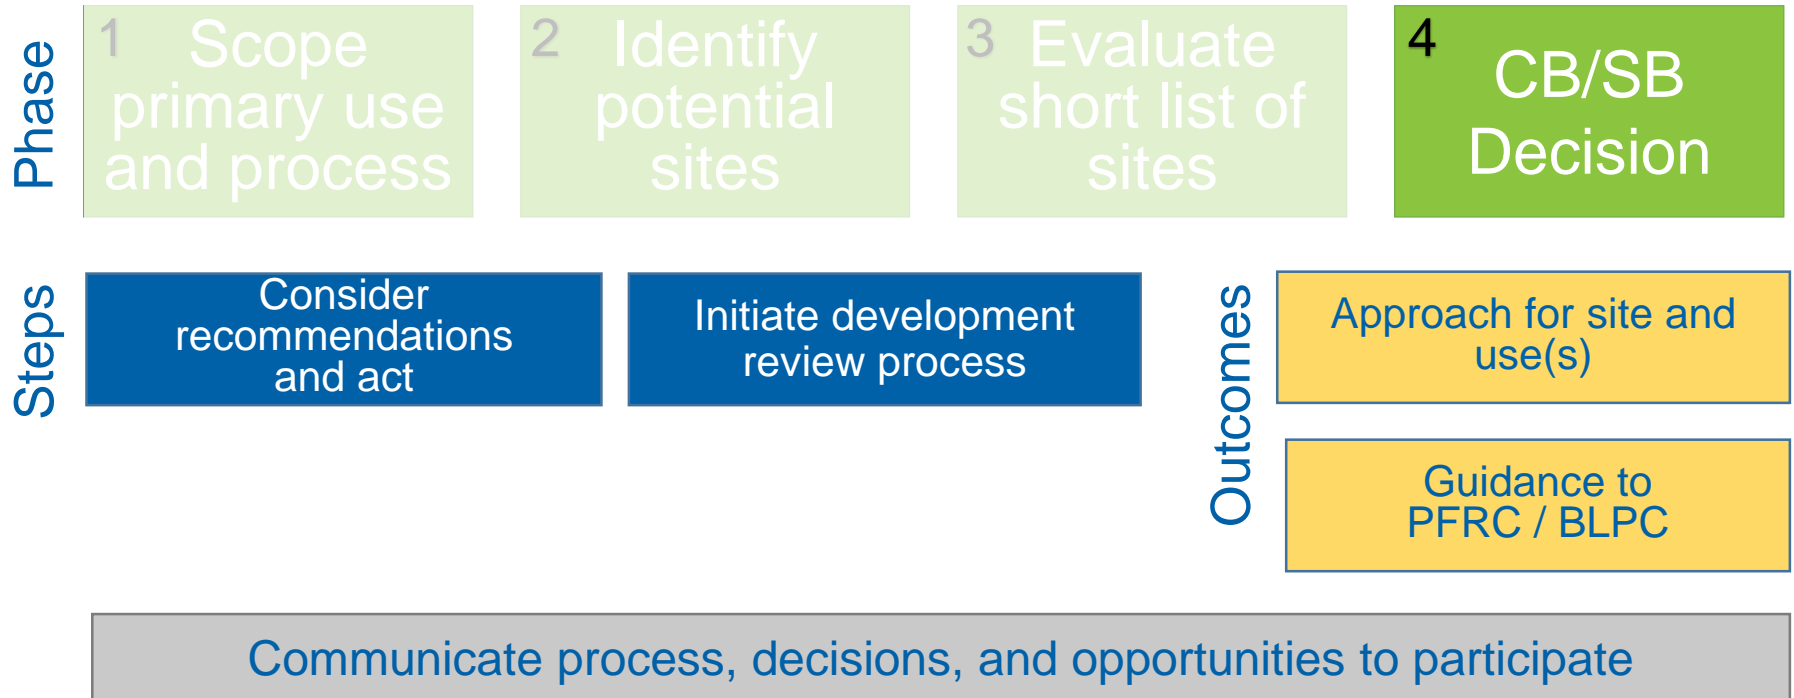 Phase
1
Scope
primary use
and process
2
Identify
potential
sites
3
Evaluate
short list of
sites
4
CB/SB
Decision
Steps
Consider
recommendations
and act
Initiate development
review process
Outcomes
Approach for site and
use(s)
Guidance to
PFRC / BLPC
Communicate process, decisions, and opportunities to participate